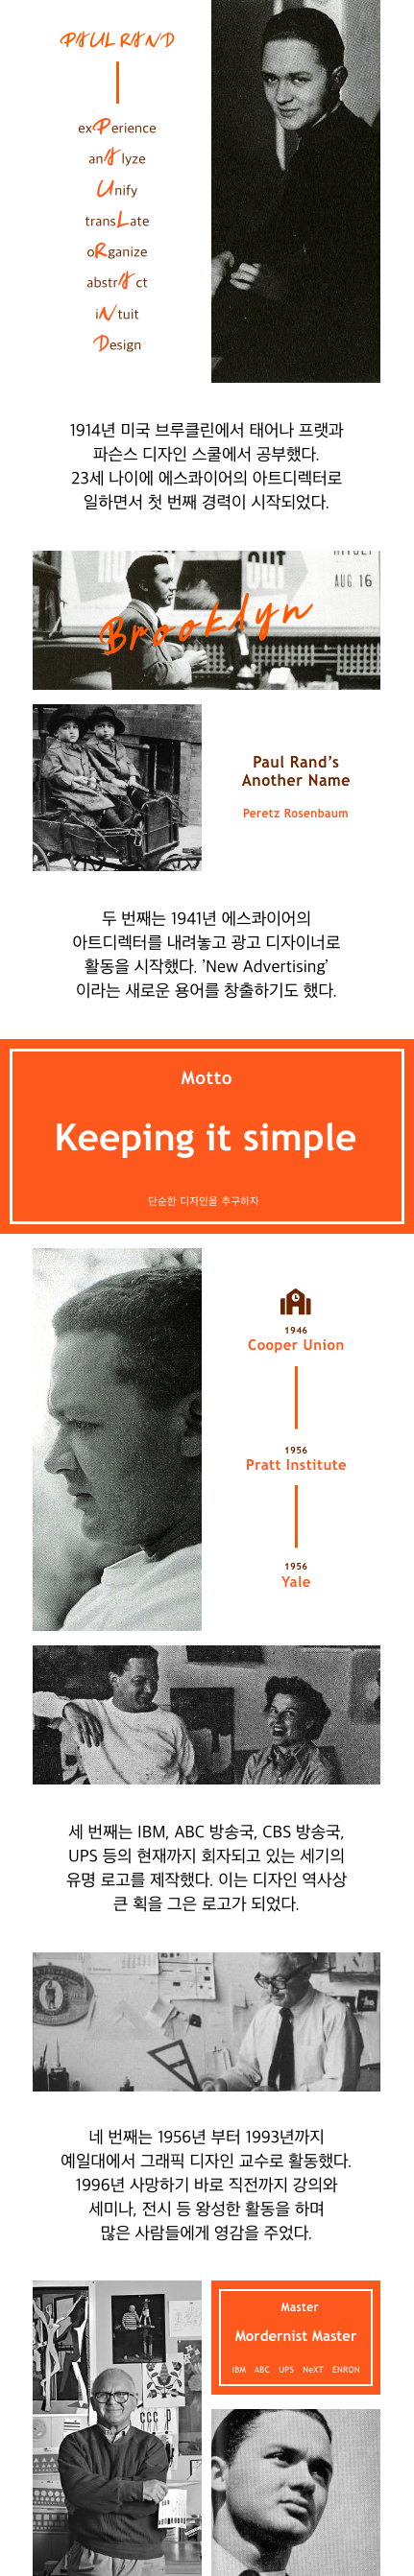 PAUL RAND
exPerience
anAlyze
Unify
transLate
oRganize
abstrAct
iNtuit
Design
1914년 미국 브루클린에서 태어나 프랫과
파슨스 디자인 스쿨에서 공부했다.
23세 나이에 에스콰이어의 아트디렉터로
일하면서 첫 번째 경력이 시작되었다.
out
AUG. 16
Brooklyn
Paul Rand's
Another Name
Peretz Rosenbaum
두 번째는 1941년 에스콰이어의
아트디렉터를 내려놓고 광고 디자이너로
활동을 시작했다. 'New Advertising'
이라는 새로운 용어를 창출하기도 했다.
Motto
Keeping it simple
단순한 디자인을 추구하자
1946
Cooper Union
1956
Pratt Institute
1956
Yale
세 번째는 IBM, ABC 방송국, CBS 방송국,
UPS 등의 현재까지 회자되고 있는 세기의
유명 로고를 제작했다. 이는 디자인 역사상
큰 획을 그은 로고가 되었다.
네 번째는 1956년 부터 1993년까지
예일대에서 그래픽 디자인 교수로 활동했다.
1996년 사망하기 바로 직전까지 강의와
세미나, 전시 등 왕성한 활동을 하며
많은 사람들에게 영감을 주었다.
Master
Mordernist Master
IBM ABC UPS NeXT ENRON
CCCP